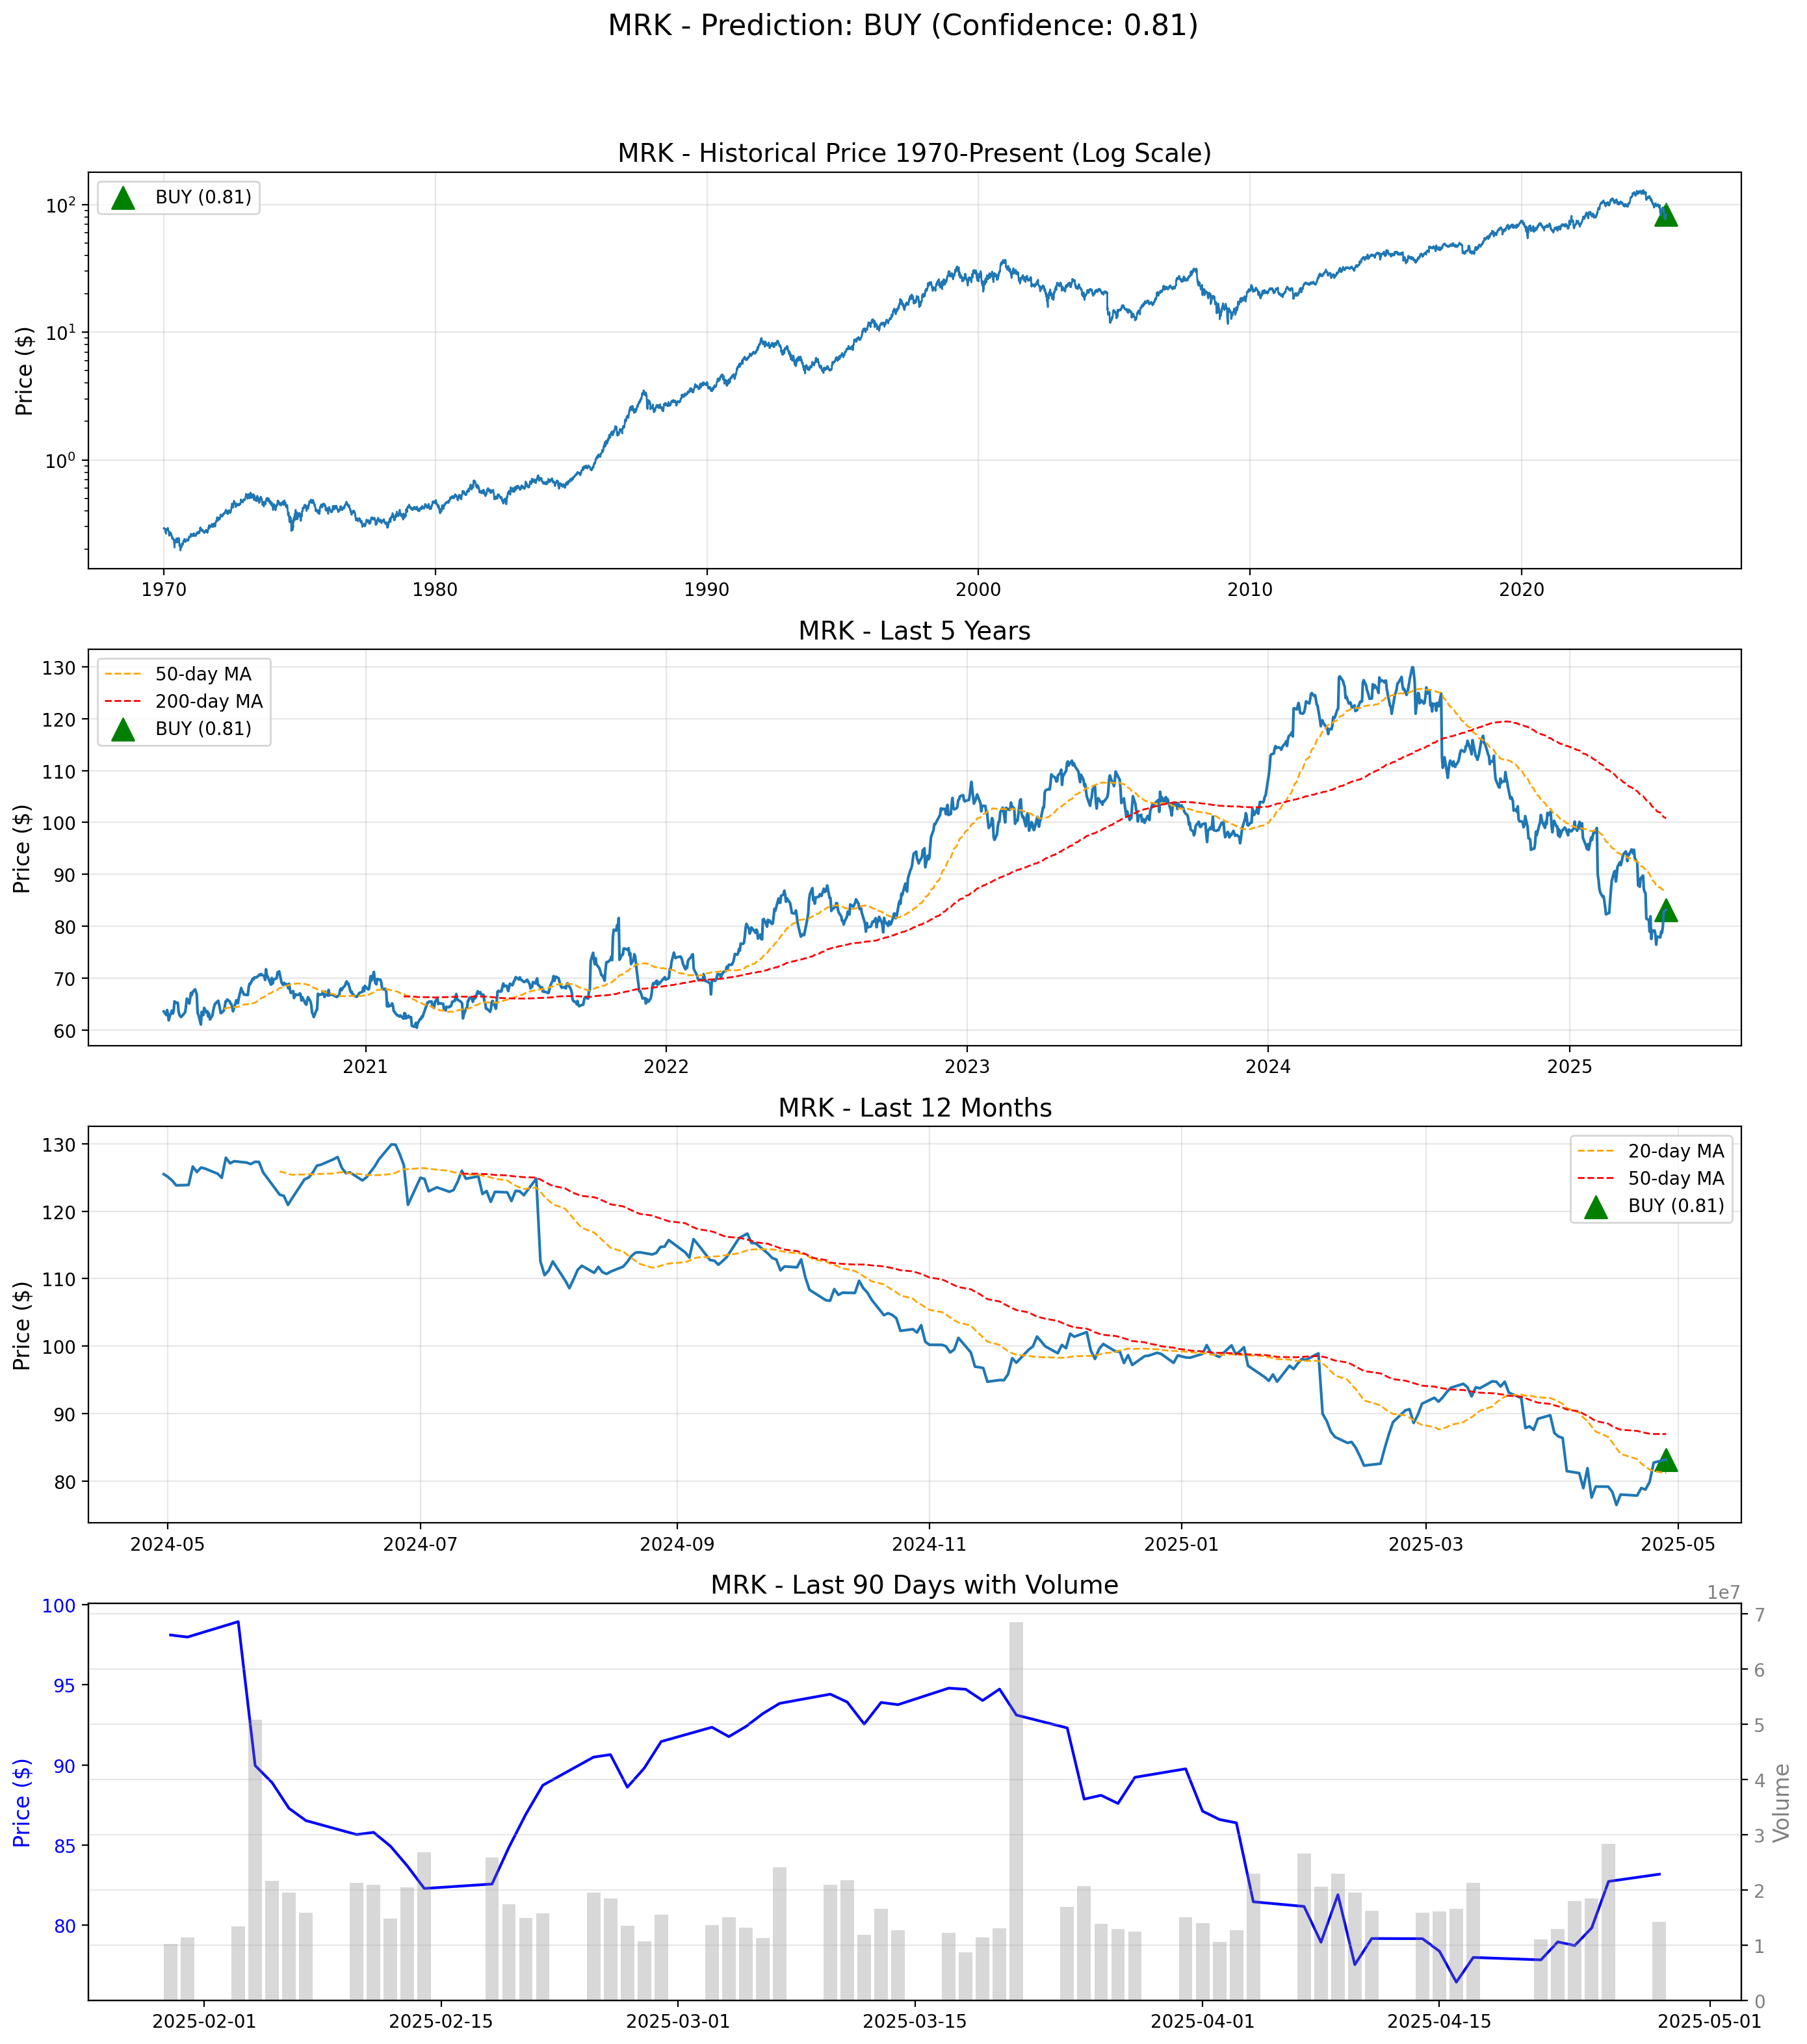 MRK - Prediction: BUY (Confidence: 0.81)
MRK - Historical Price 1970-Present (Log Scale)
BUY (0.81)
Price ($)
10²
10¹
10⁰
1970 1980 1990 2000 2010 2020
MRK - Last 5 Years
50-day MA
200-day MA
BUY (0.81)
Price ($)
130
120
110
100
90
80
70
60
2021 2022 2023 2024 2025
MRK - Last 12 Months
20-day MA
50-day MA
BUY (0.81)
Price ($)
130
120
110
100
90
80
2024-05 2024-07 2024-09 2024-11 2025-01 2025-03 2025-05
MRK - Last 90 Days with Volume
1e7
Price ($)
100
95
90
85
80
7
6
5
4
3
2
1
0
Volume
2025-02-01 2025-02-15 2025-03-01 2025-03-15 2025-04-01 2025-04-15 2025-05-01